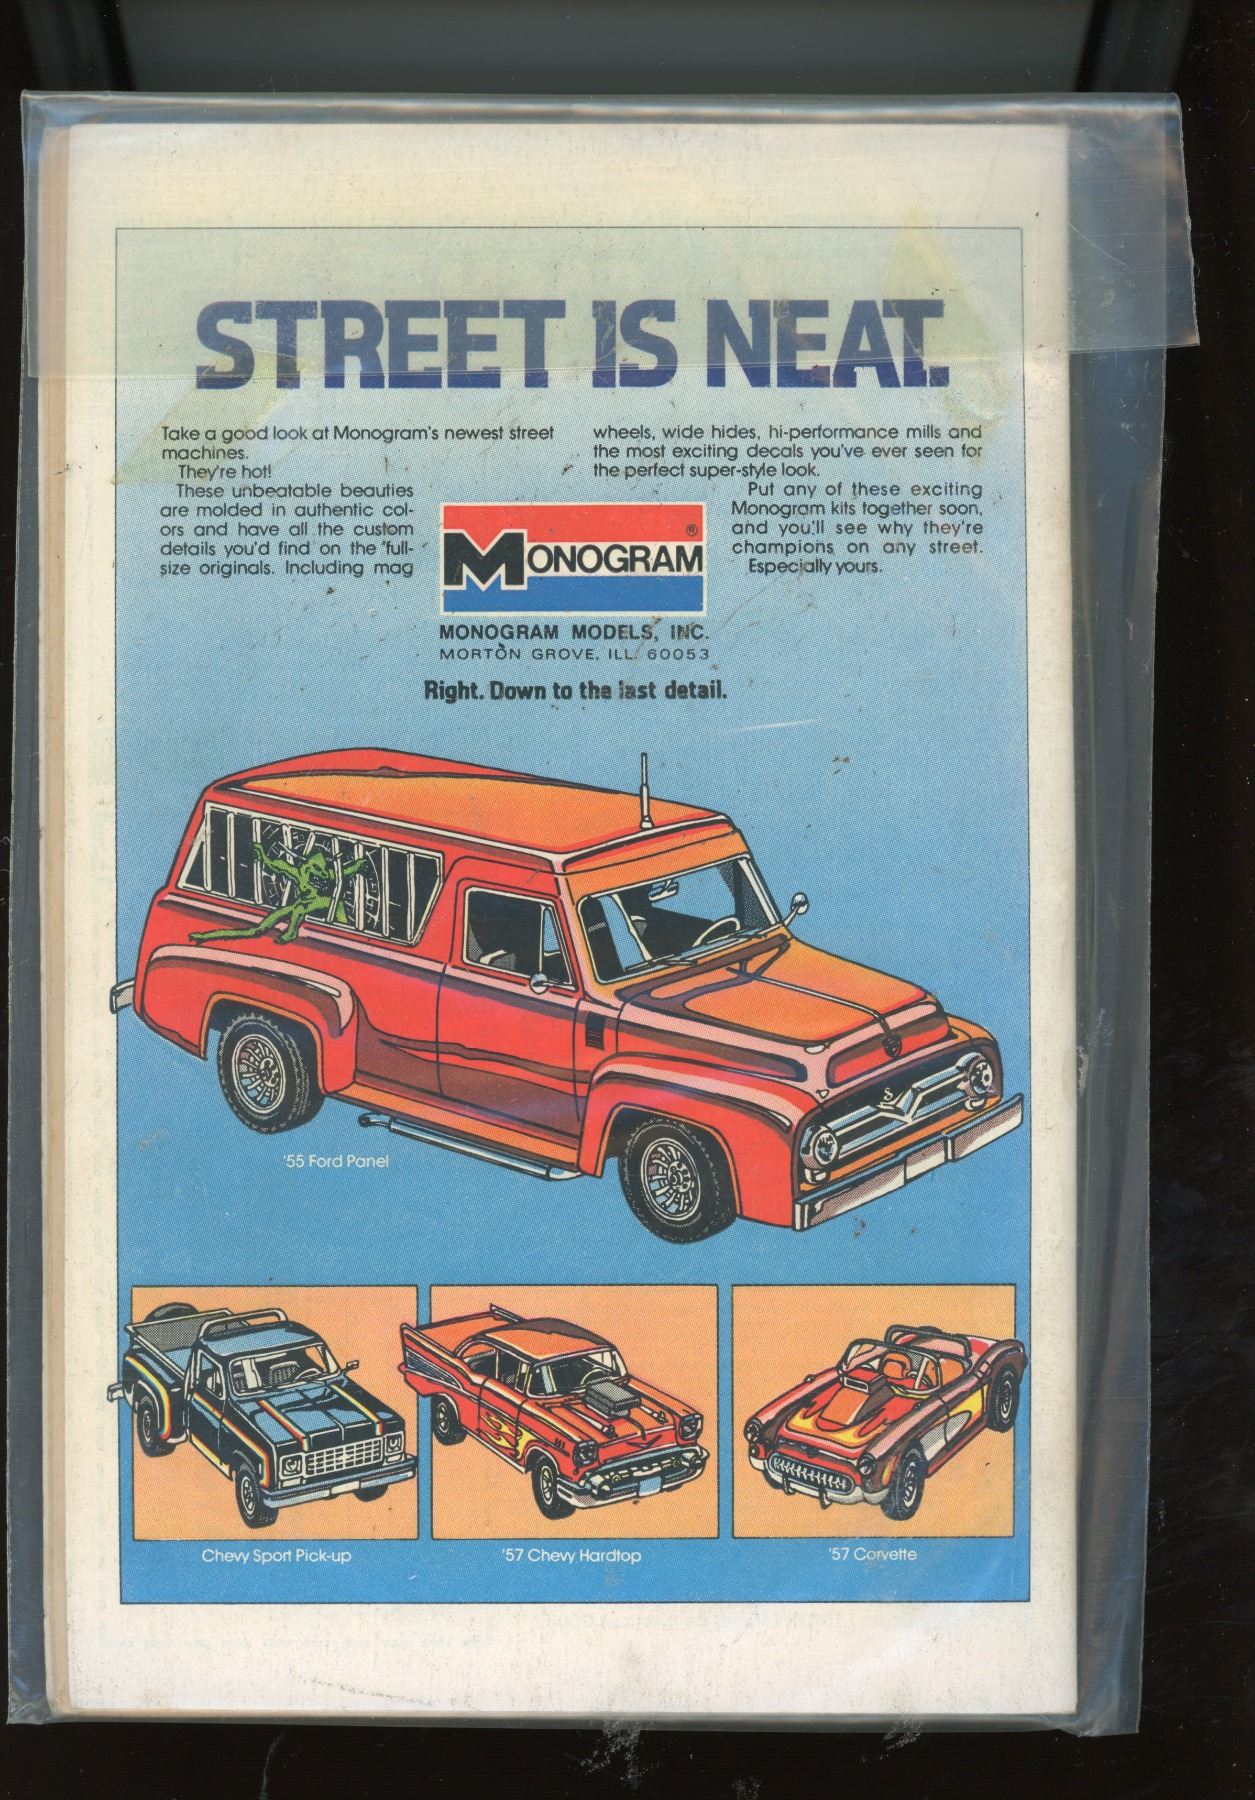 STREET IS NEAT.
Take a good look at Monogram's newest street
machines.
They're hot!
These unbeatable beauties
are molded in authentic col-
ors and have all the custom
details you'd find on the full-
size originals. Including mag
wheels, wide hides, hi-performance mills and
the most exciting decals you've ever seen for
the perfect super-style look.
Put any of these exciting
Monogram kits together soon,
and you'll see why they're
champions on any street.
Especially yours.
MONOGRAM ®
MONOGRAM MODELS, INC.
MORTON GROVE, ILL. 60053
Right. Down to the last detail.
'55 Ford Panel
Chevy Sport Pick-up
'57 Chevy Hardtop
'57 Corvette